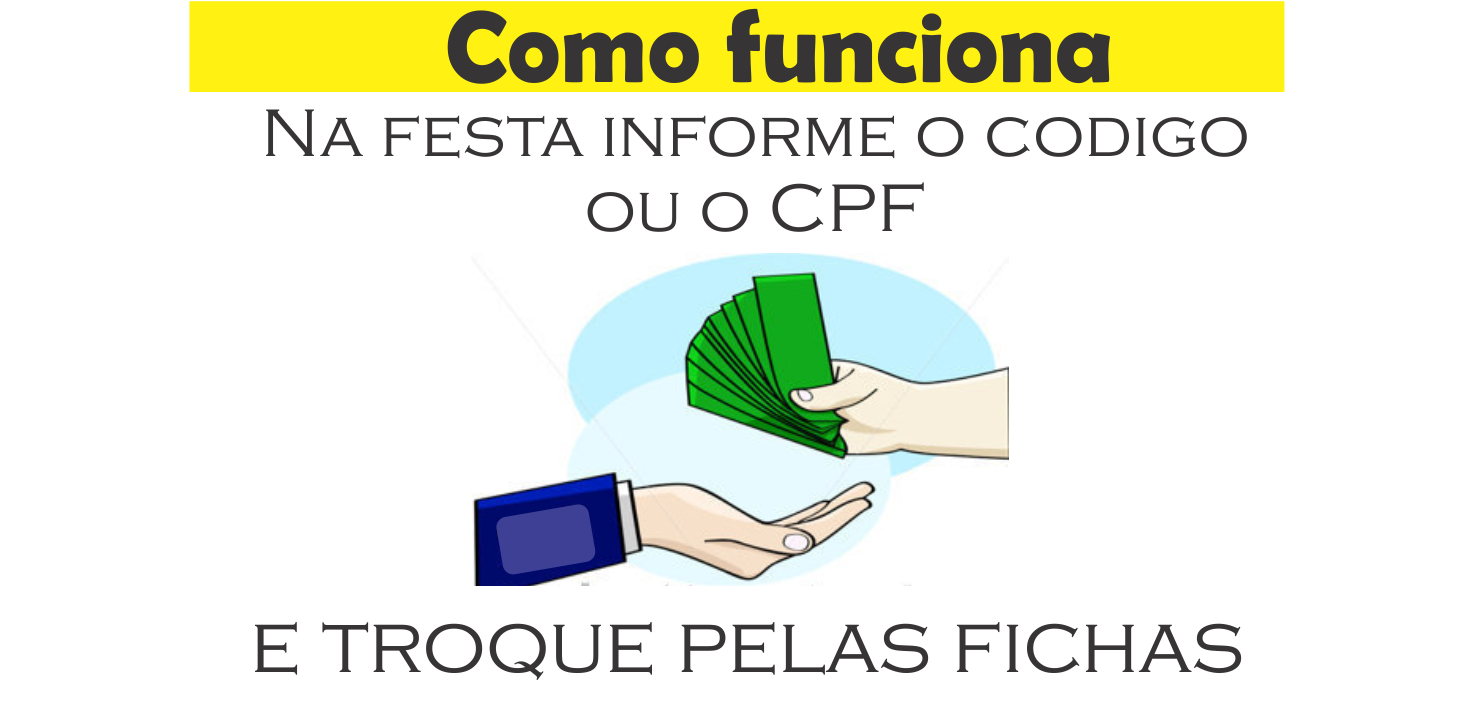 Como funciona
Na festa informe o codigo
ou o CPF
e troque pelas fichas